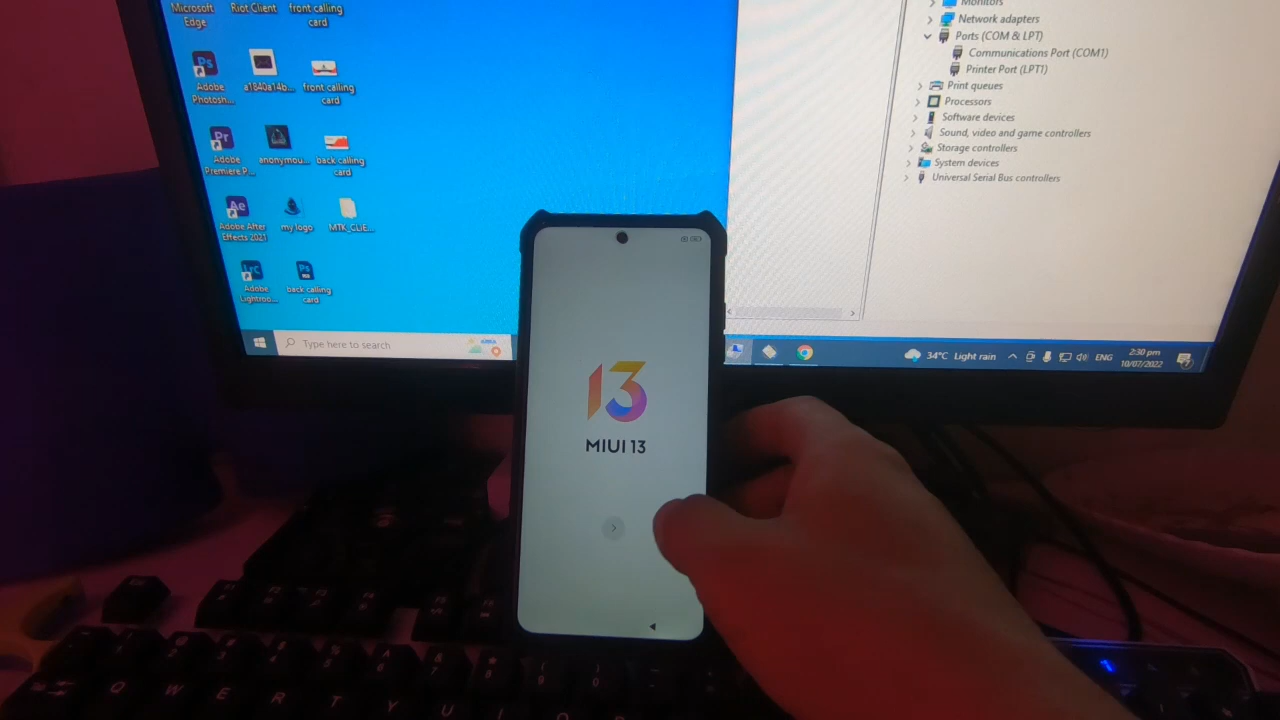 Microsoft
Edge
Riot Client
front calling
card
Adobe
Photosh...
a1840a14b...
front calling
card
Adobe
Premiere P...
anonymou...
back calling
card
Adobe After
Effects 2021
my logo
MTK_CLIE...
Adobe
Lightroo...
back calling
card
Type here to search
Monitors
Network adapters
Ports (COM & LPT)
Communications Port (COM1)
Printer Port (LPT1)
Print queues
Processors
Software devices
Sound, video and game controllers
Storage controllers
System devices
Universal Serial Bus controllers
34°C Light rain
ENG
2:30 pm
10/07/2022
13
MIUI 13
Q W E R T Y U